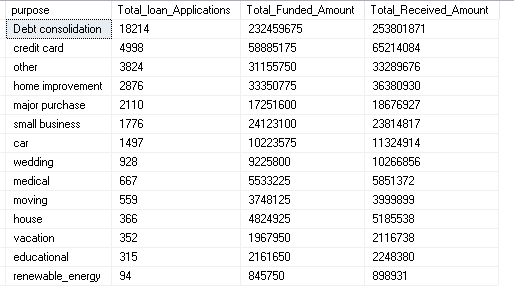 purpose Total_loan_Applications Total_Funded_Amount Total_Received_Amount
Debt consolidation 18214 232459675 253801871
credit card 4998 58885175 65214084
other 3824 31155750 33289676
home improvement 2876 33350775 36380930
major purchase 2110 17251600 18676927
small business 1776 24123100 23814817
car 1497 10223575 11324914
wedding 928 9225800 10266856
medical 667 5533225 5851372
moving 559 3748125 3999899
house 366 4824925 5185538
vacation 352 1967950 2116738
educational 315 2161650 2248380
renewable_energy 94 845750 898931